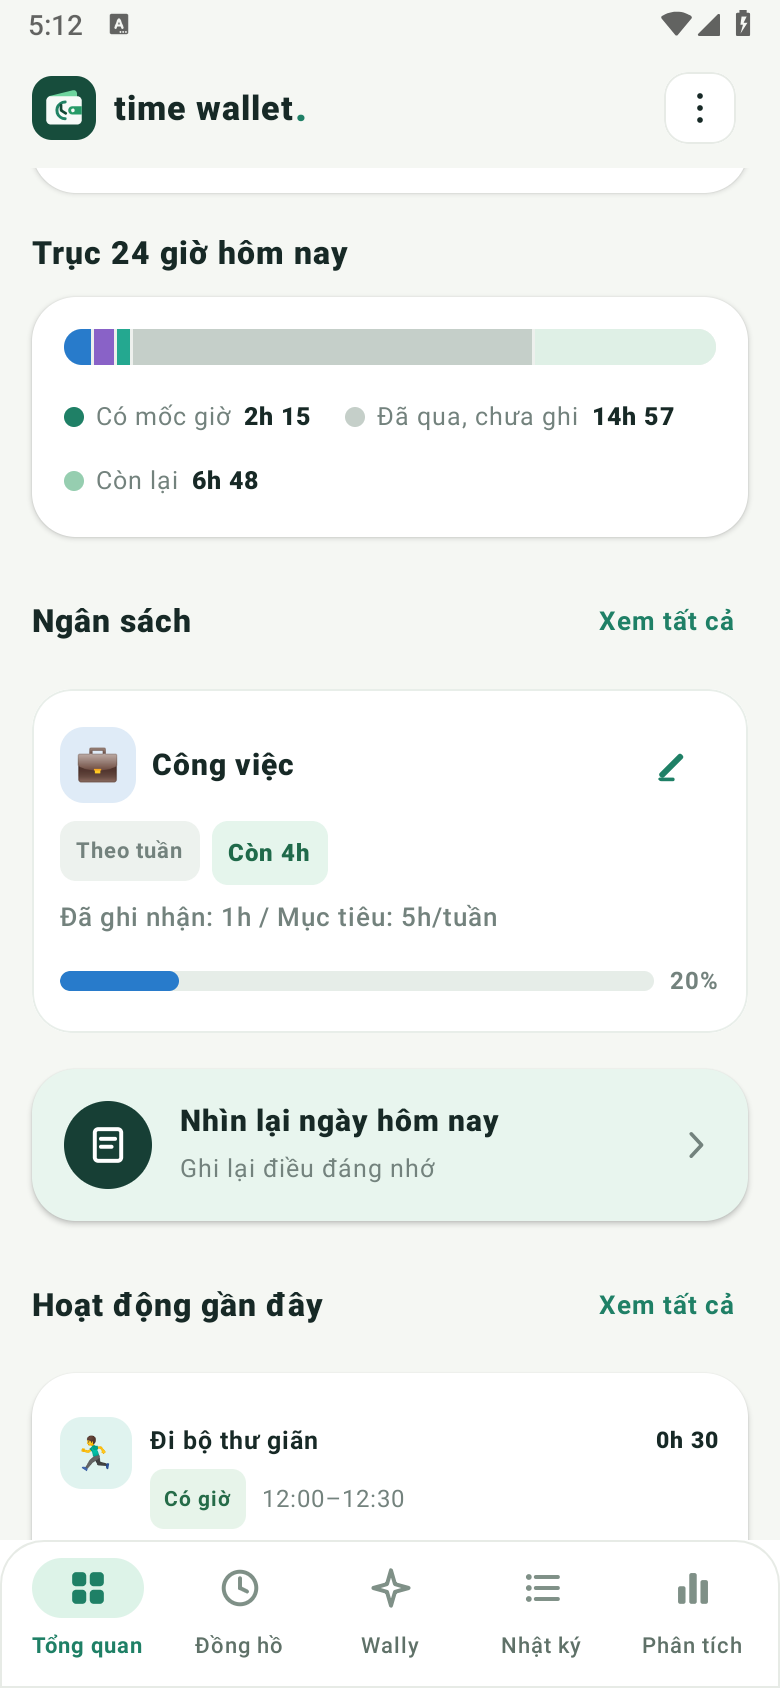 5:12
time wallet.
Trục 24 giờ hôm nay
Có mốc giờ 2h 15 Đã qua, chưa ghi 14h 57
Còn lại 6h 48
Ngân sách Xem tất cả
Công việc
Theo tuần Còn 4h
Đã ghi nhận: 1h / Mục tiêu: 5h/tuần
20%
Nhìn lại ngày hôm nay
Ghi lại điều đáng nhớ
Hoạt động gần đây Xem tất cả
Đi bộ thư giãn 0h 30
Có giờ 12:00–12:30
Tổng quan Đồng hồ Wally Nhật ký Phân tích